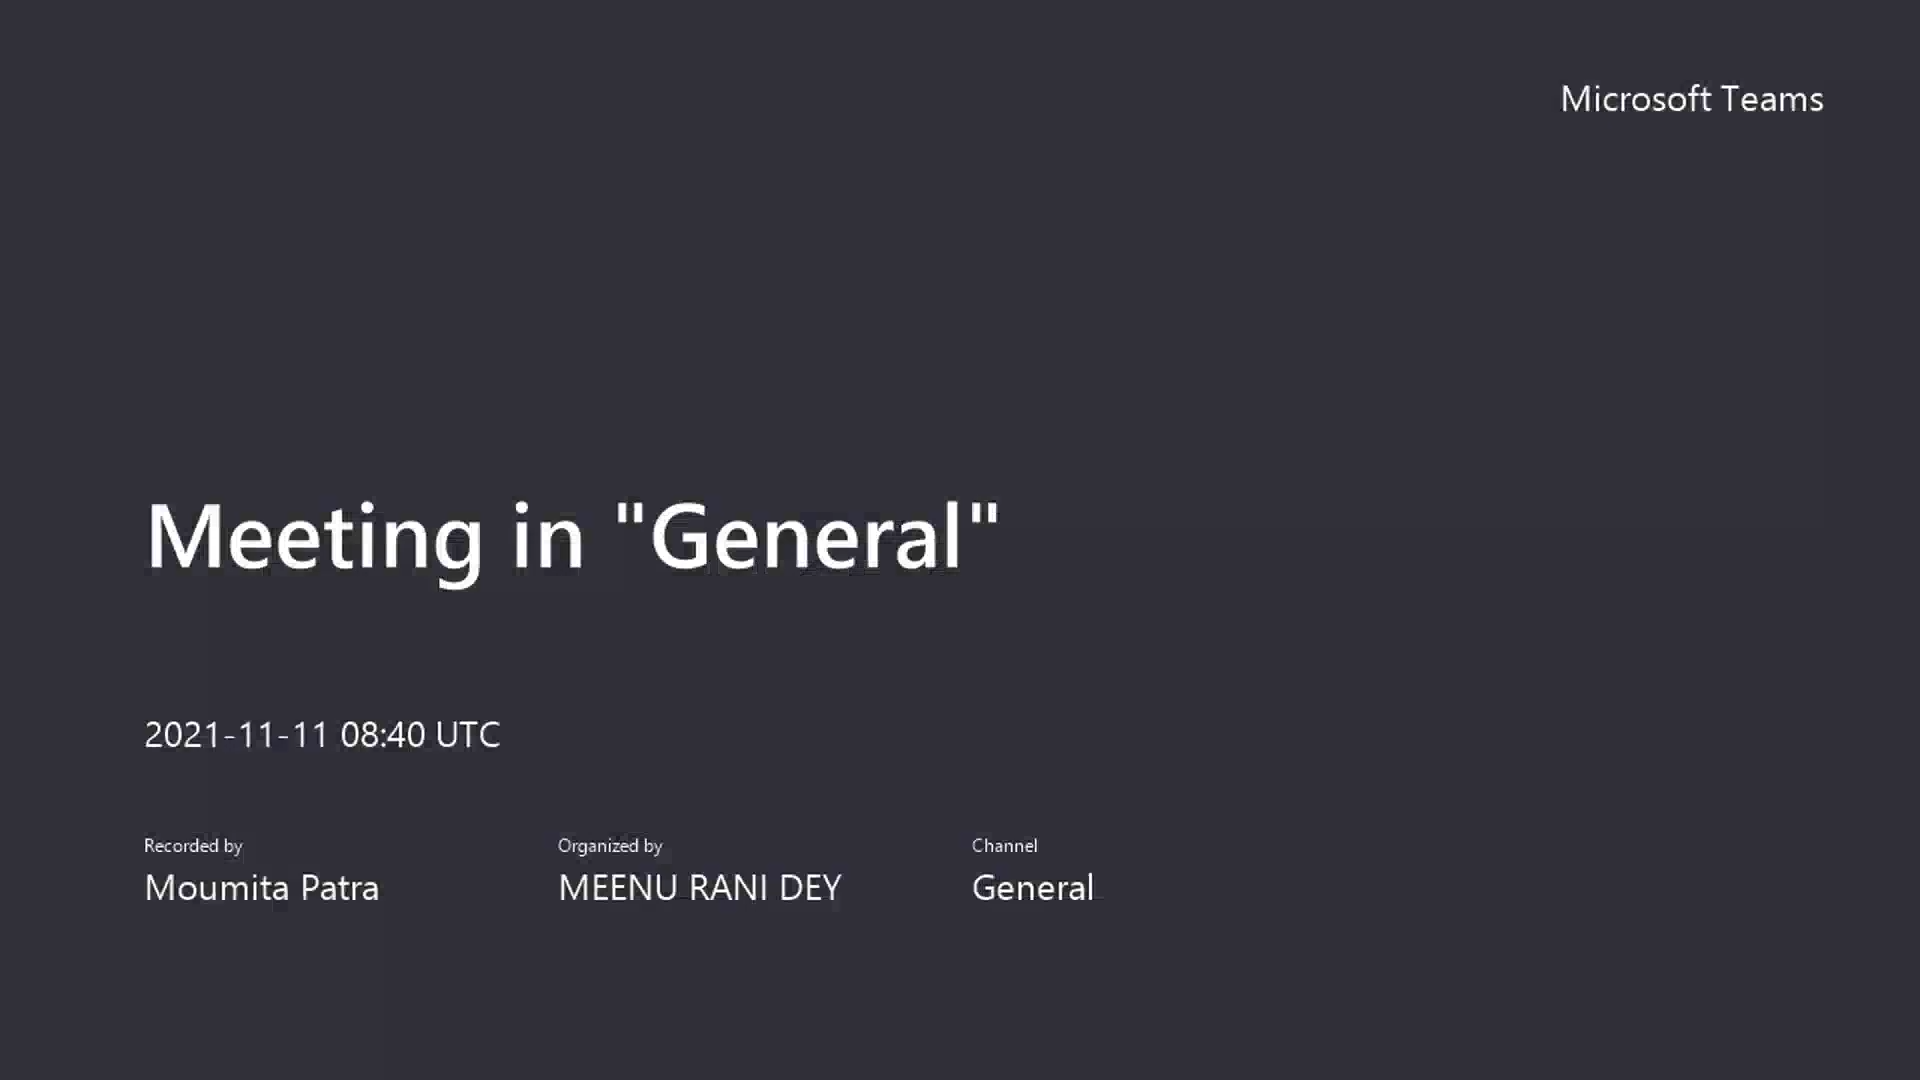 Microsoft Teams
Meeting in "General"
2021-11-11 08:40 UTC
Recorded by
Moumita Patra
Organized by
MEENU RANI DEY
Channel
General